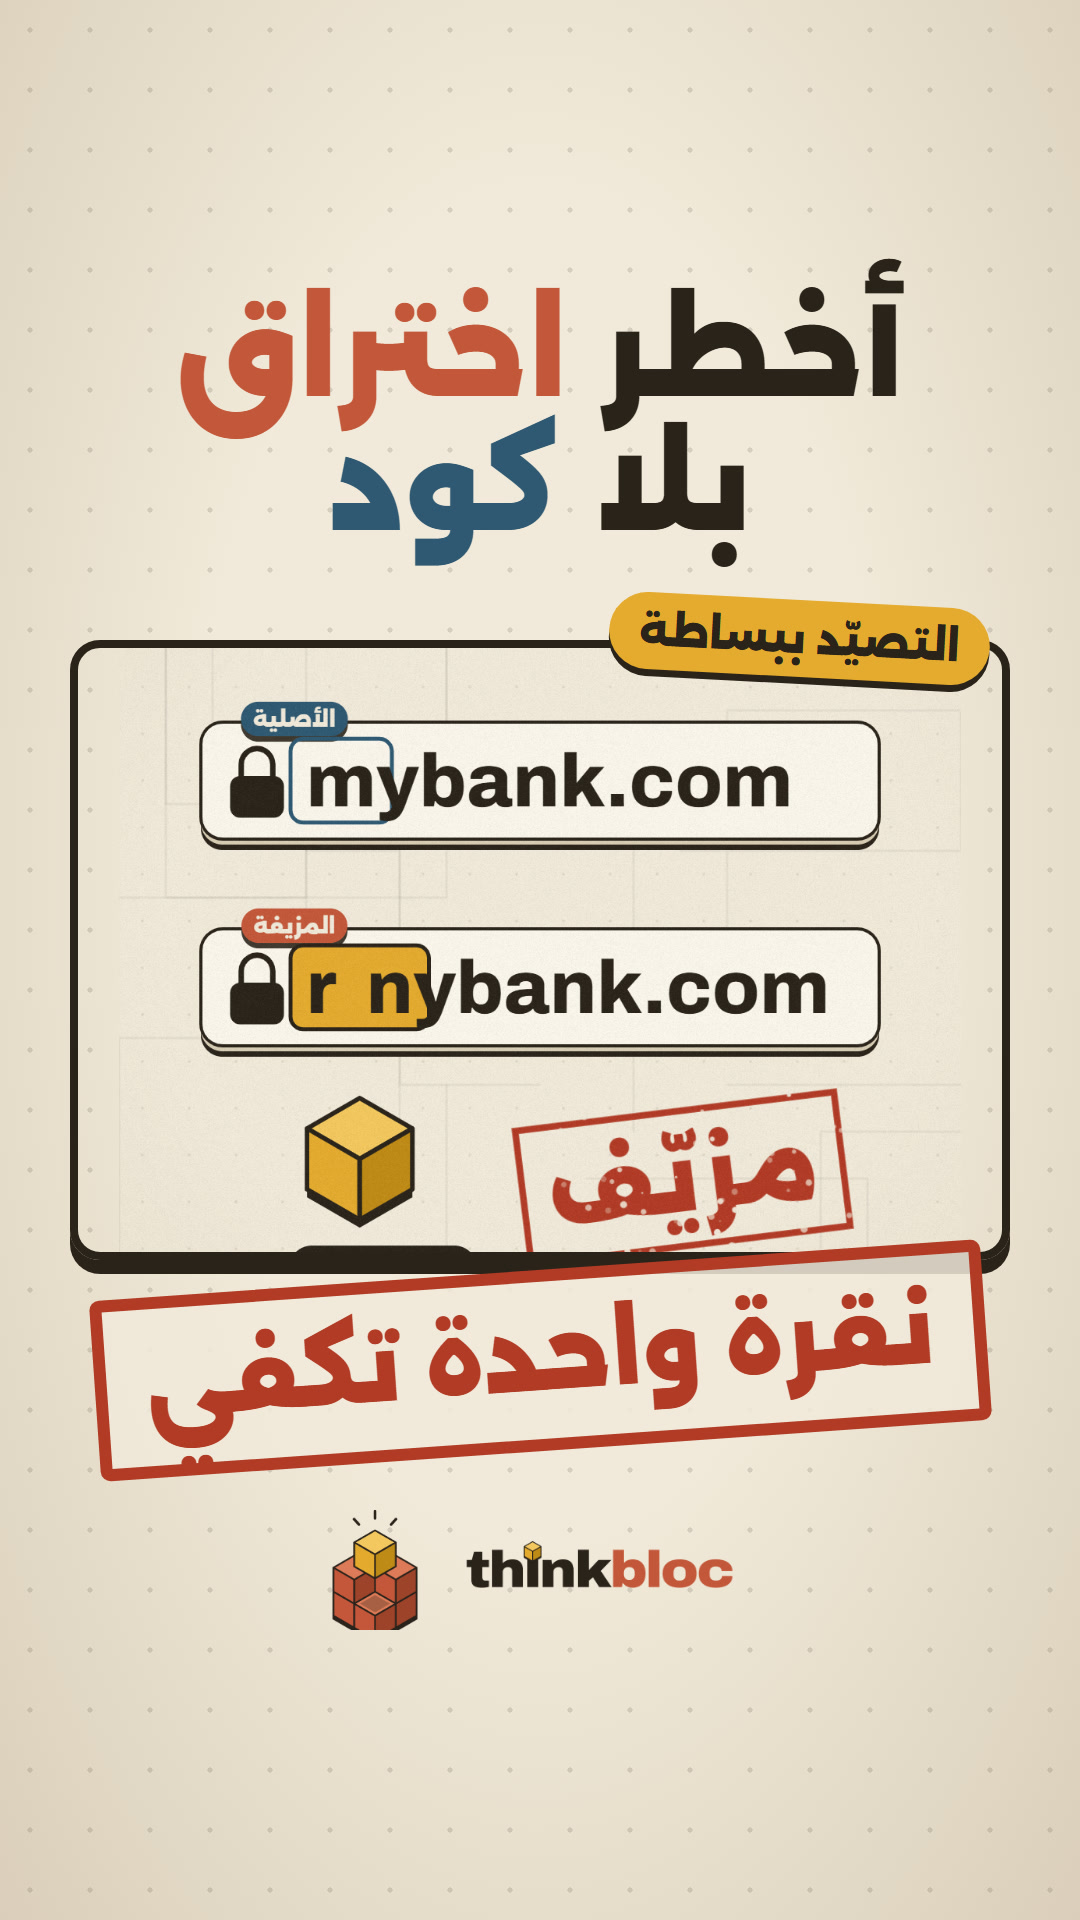 أخطر اختراق
بلا كود
التصيّد ببساطة
الأصلية
mybank.com
المزيفة
r nybank.com
مزيّف
نقرة واحدة تكفي
thinkbloc